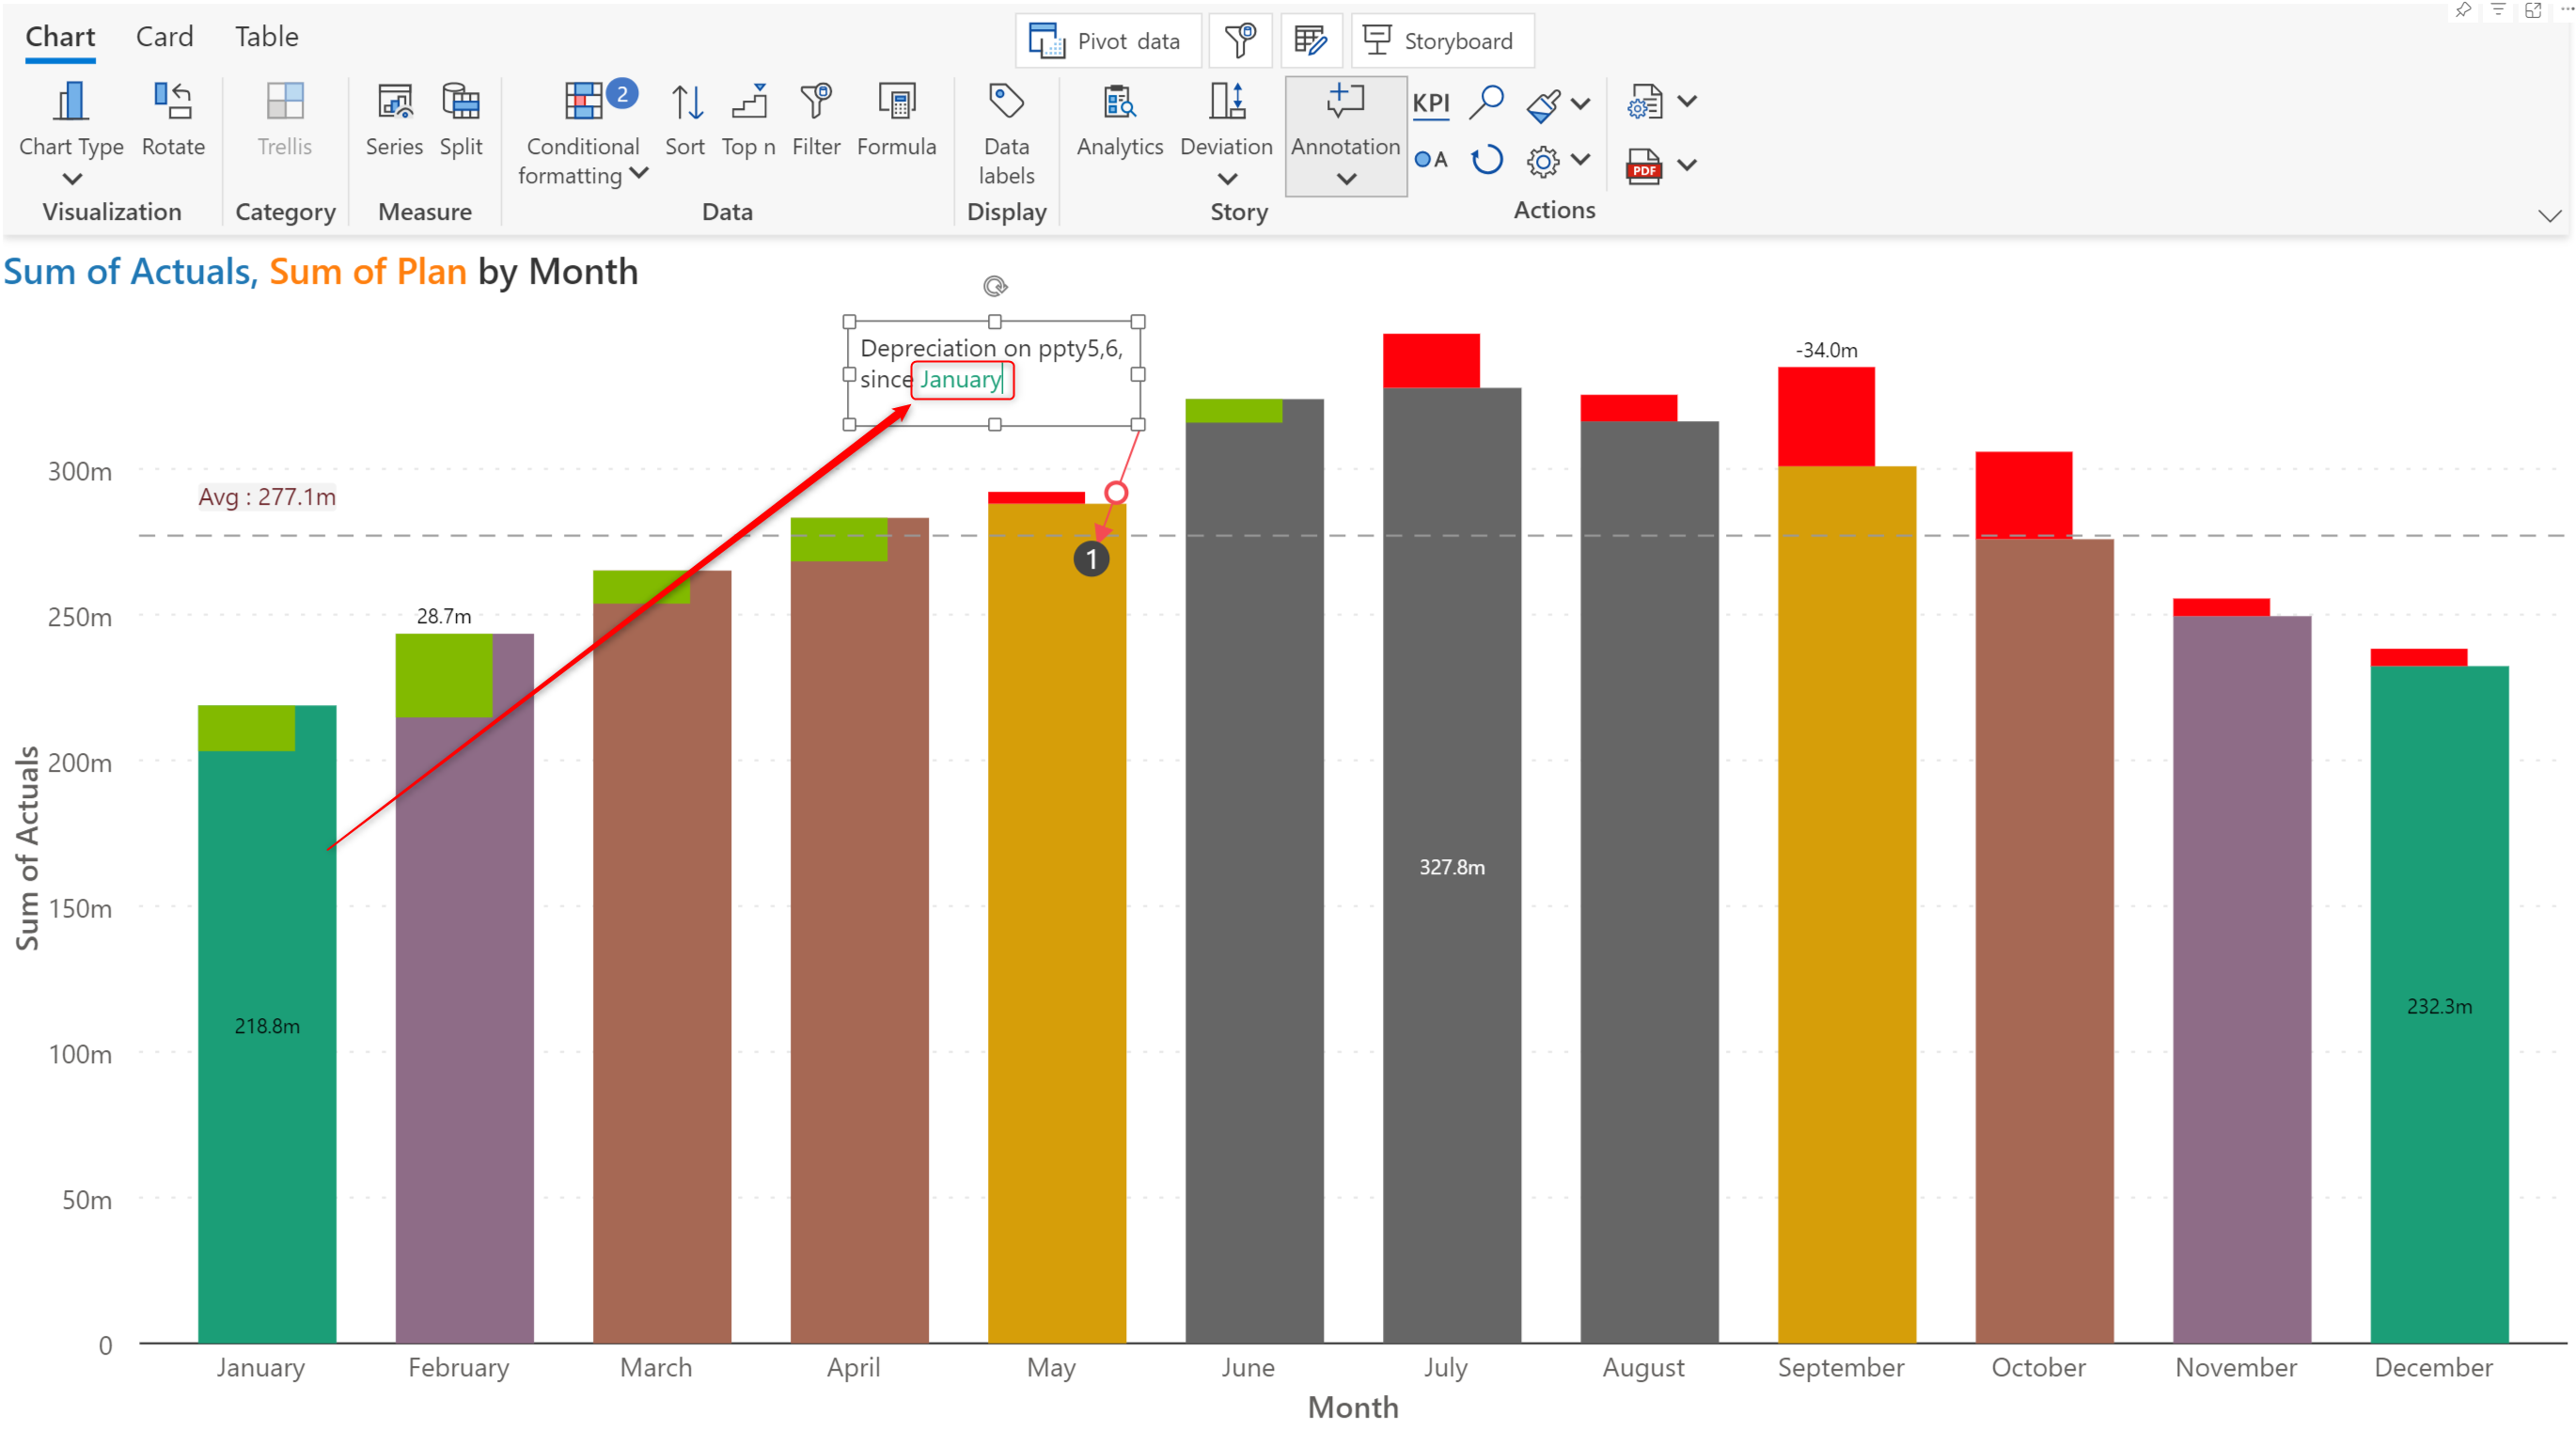 Chart Card Table
Pivot data
Storyboard
Chart Type
Rotate
Trellis
Series
Split
2
Conditional
formatting
Sort
Top n
Filter
Formula
Data
labels
Analytics
Deviation
Annotation
KPI
A
PDF
Visualization
Category
Measure
Data
Display
Story
Actions
Sum of Actuals, Sum of Plan by Month
Depreciation on ppty5,6,
since January
Avg : 277.1m
28.7m
-34.0m
1
327.8m
218.8m
232.3m
300m
250m
200m
150m
100m
50m
0
Sum of Actuals
January February March April May June July August September October November December
Month